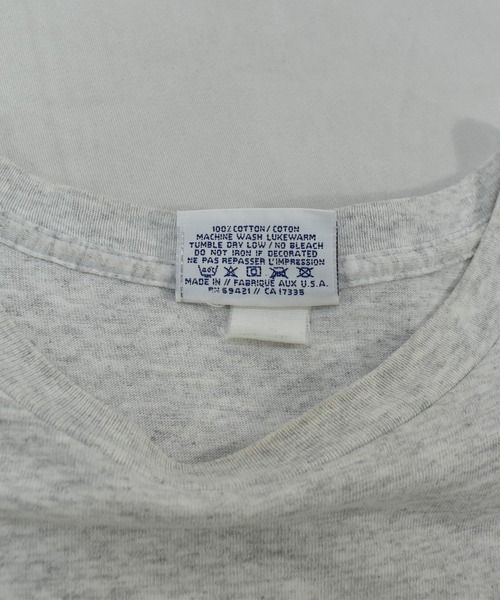 100% COTTON / COTON
MACHINE WASH LUKEWARM
TUMBLE DRY LOW / NO BLEACH
DO NOT IRON IF DECORATED
NE PAS REPASSER L'IMPRESSION
MADE IN // FABRIQUE AUX U.S.A.
RN 69421 // CA 17335